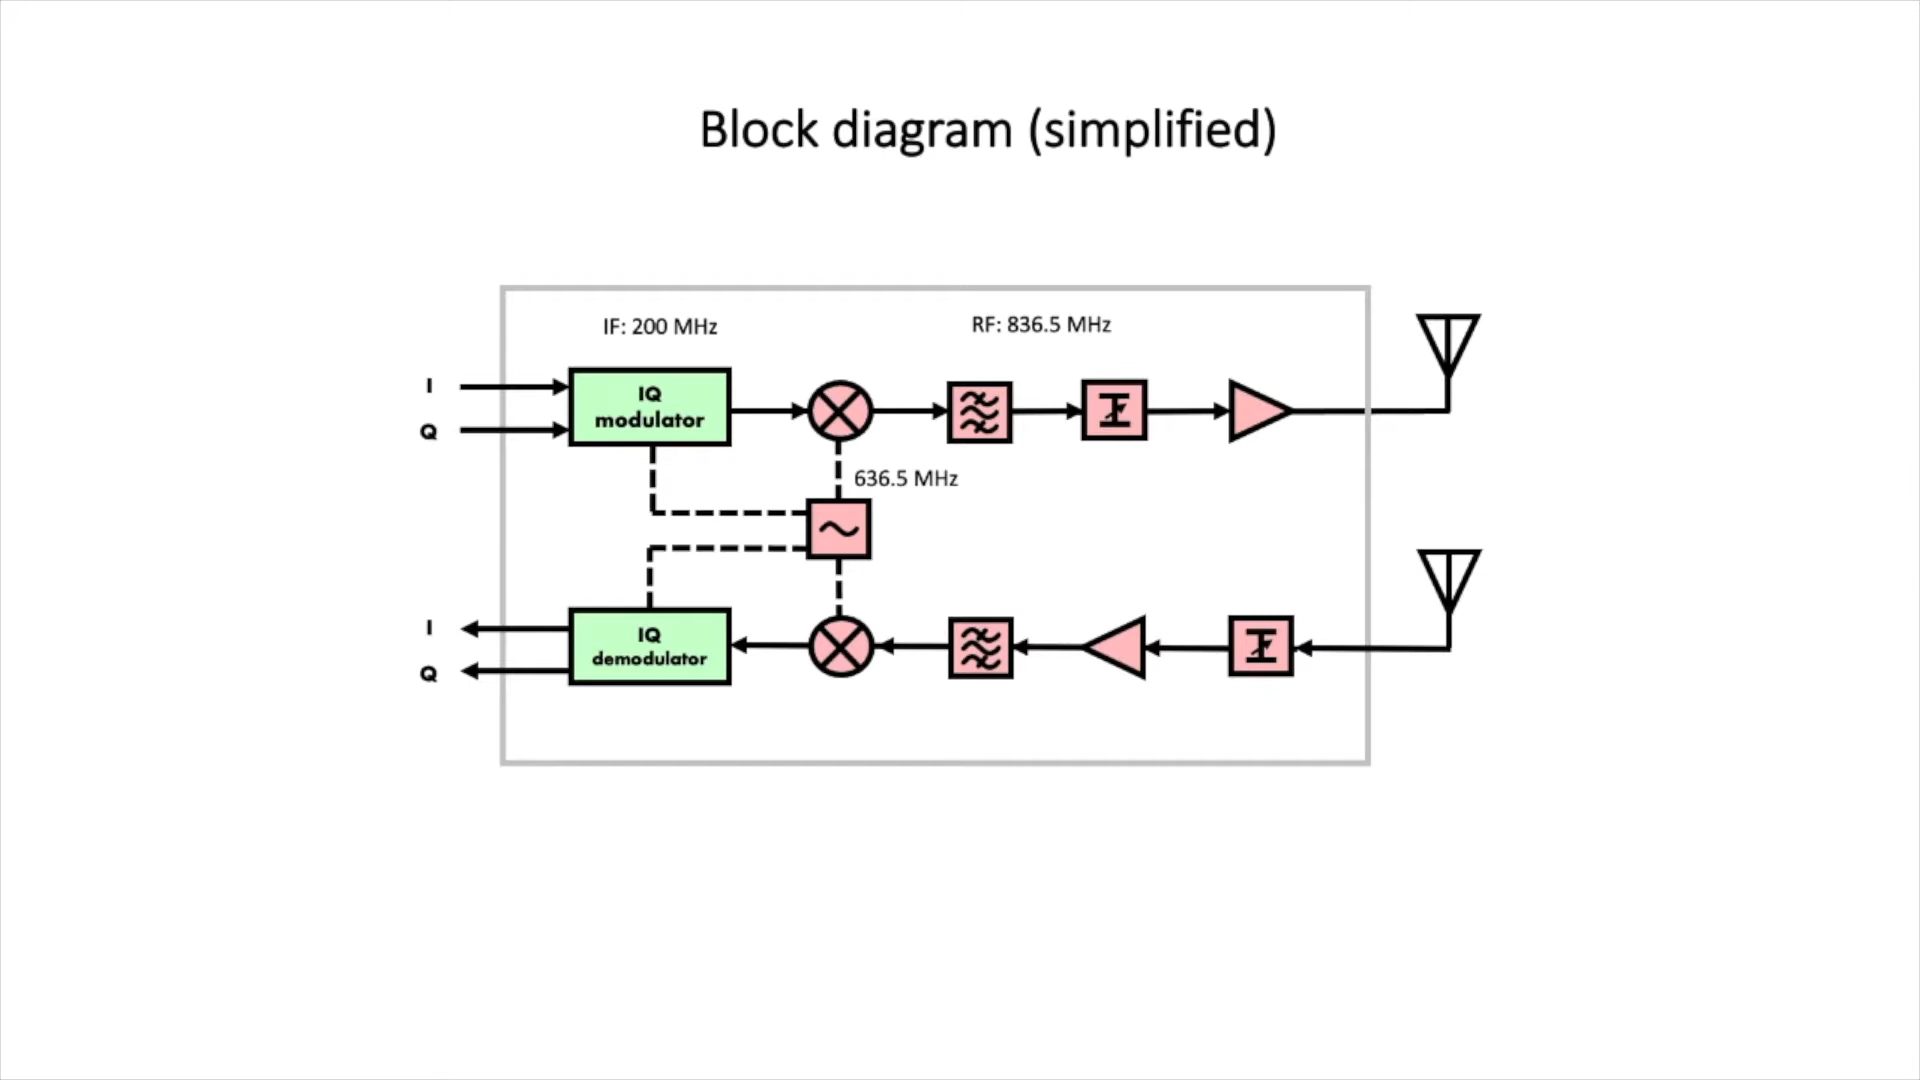 Block diagram (simplified)
IF: 200 MHz
RF: 836.5 MHz
I
Q
IQ
modulator
636.5 MHz
I
Q
IQ
demodulator